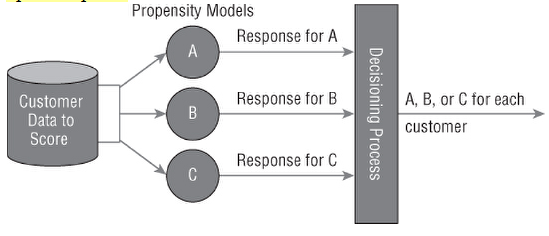 Propensity Models
Customer
Data to
Score
A
B
C
Response for A
Response for B
Response for C
Decisioning Process
A, B, or C for each
customer